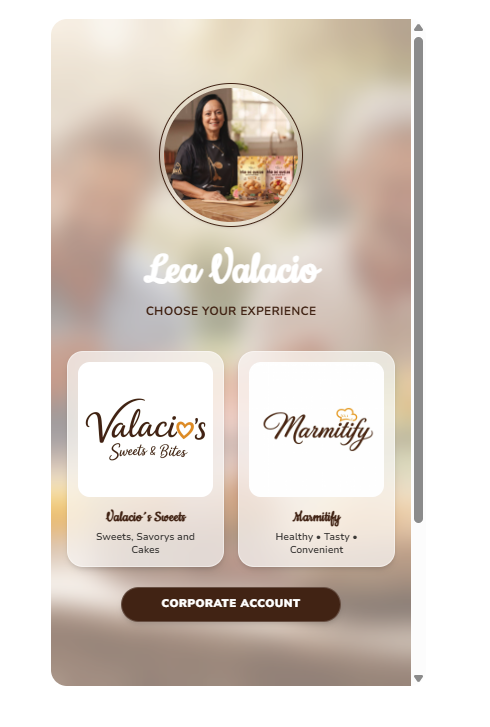 Lea Valacio
CHOOSE YOUR EXPERIENCE
Valacio's
Sweets & Bites
Marmitify
Valacio´s Sweets
Sweets, Savorys and
Cakes
Marmitify
Healthy • Tasty •
Convenient
CORPORATE ACCOUNT